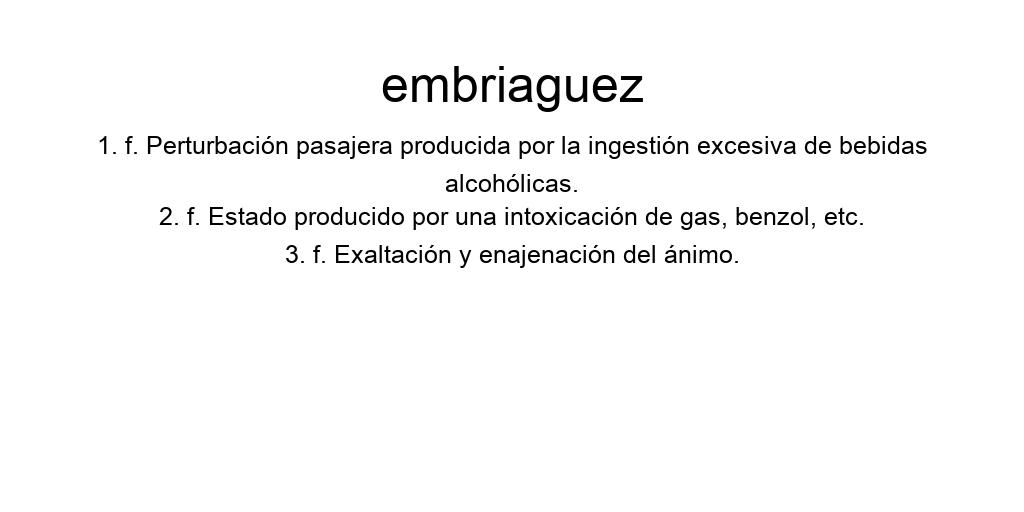 embriaguez
1. f. Perturbación pasajera producida por la ingestión excesiva de bebidas
alcohólicas.
2. f. Estado producido por una intoxicación de gas, benzol, etc.
3. f. Exaltación y enajenación del ánimo.